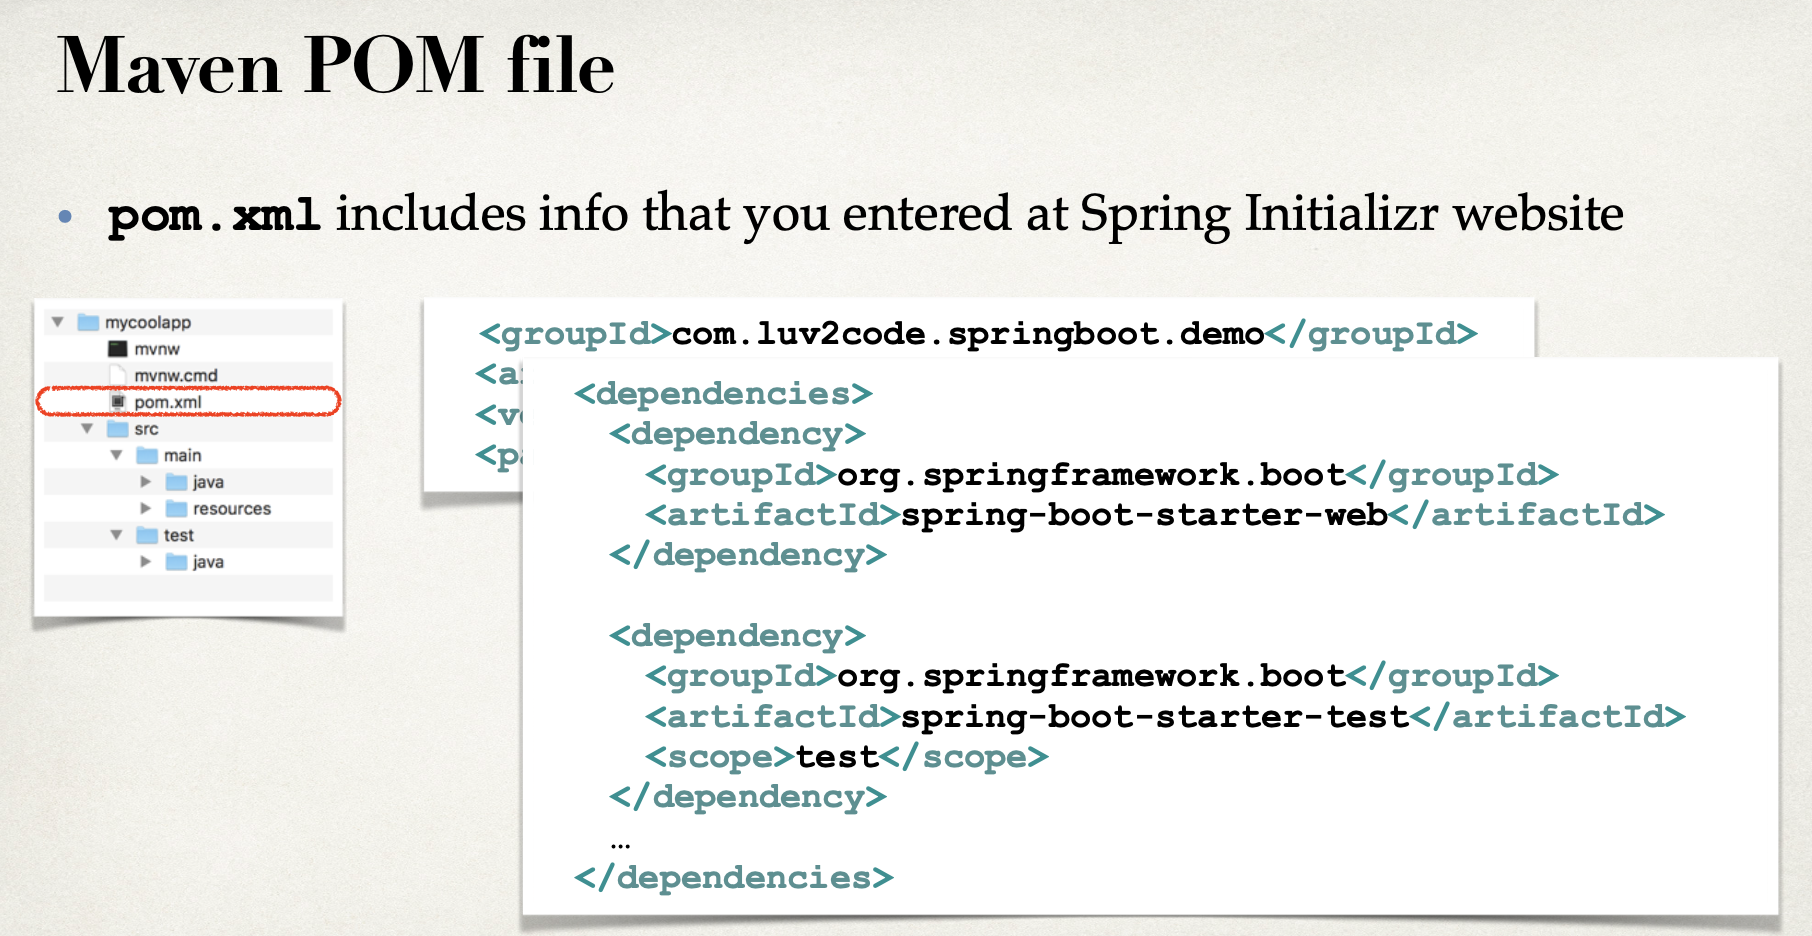 Maven POM file
• pom.xml includes info that you entered at Spring Initializr website
mycoolapp
mvnw
mvnw.cmd
pom.xml
src
main
java
resources
test
java
<groupId>com.luv2code.springboot.demo</groupId>
<a
<v
<p
<dependencies>
<dependency>
<groupId>org.springframework.boot</groupId>
<artifactId>spring-boot-starter-web</artifactId>
</dependency>
<dependency>
<groupId>org.springframework.boot</groupId>
<artifactId>spring-boot-starter-test</artifactId>
<scope>test</scope>
</dependency>
…
</dependencies>